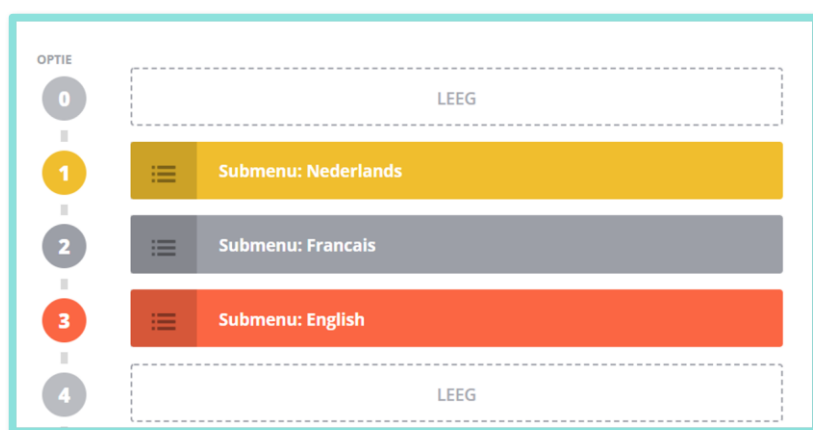 OPTIE
0
LEEG
1
Submenu: Nederlands
2
Submenu: Francais
3
Submenu: English
4
LEEG